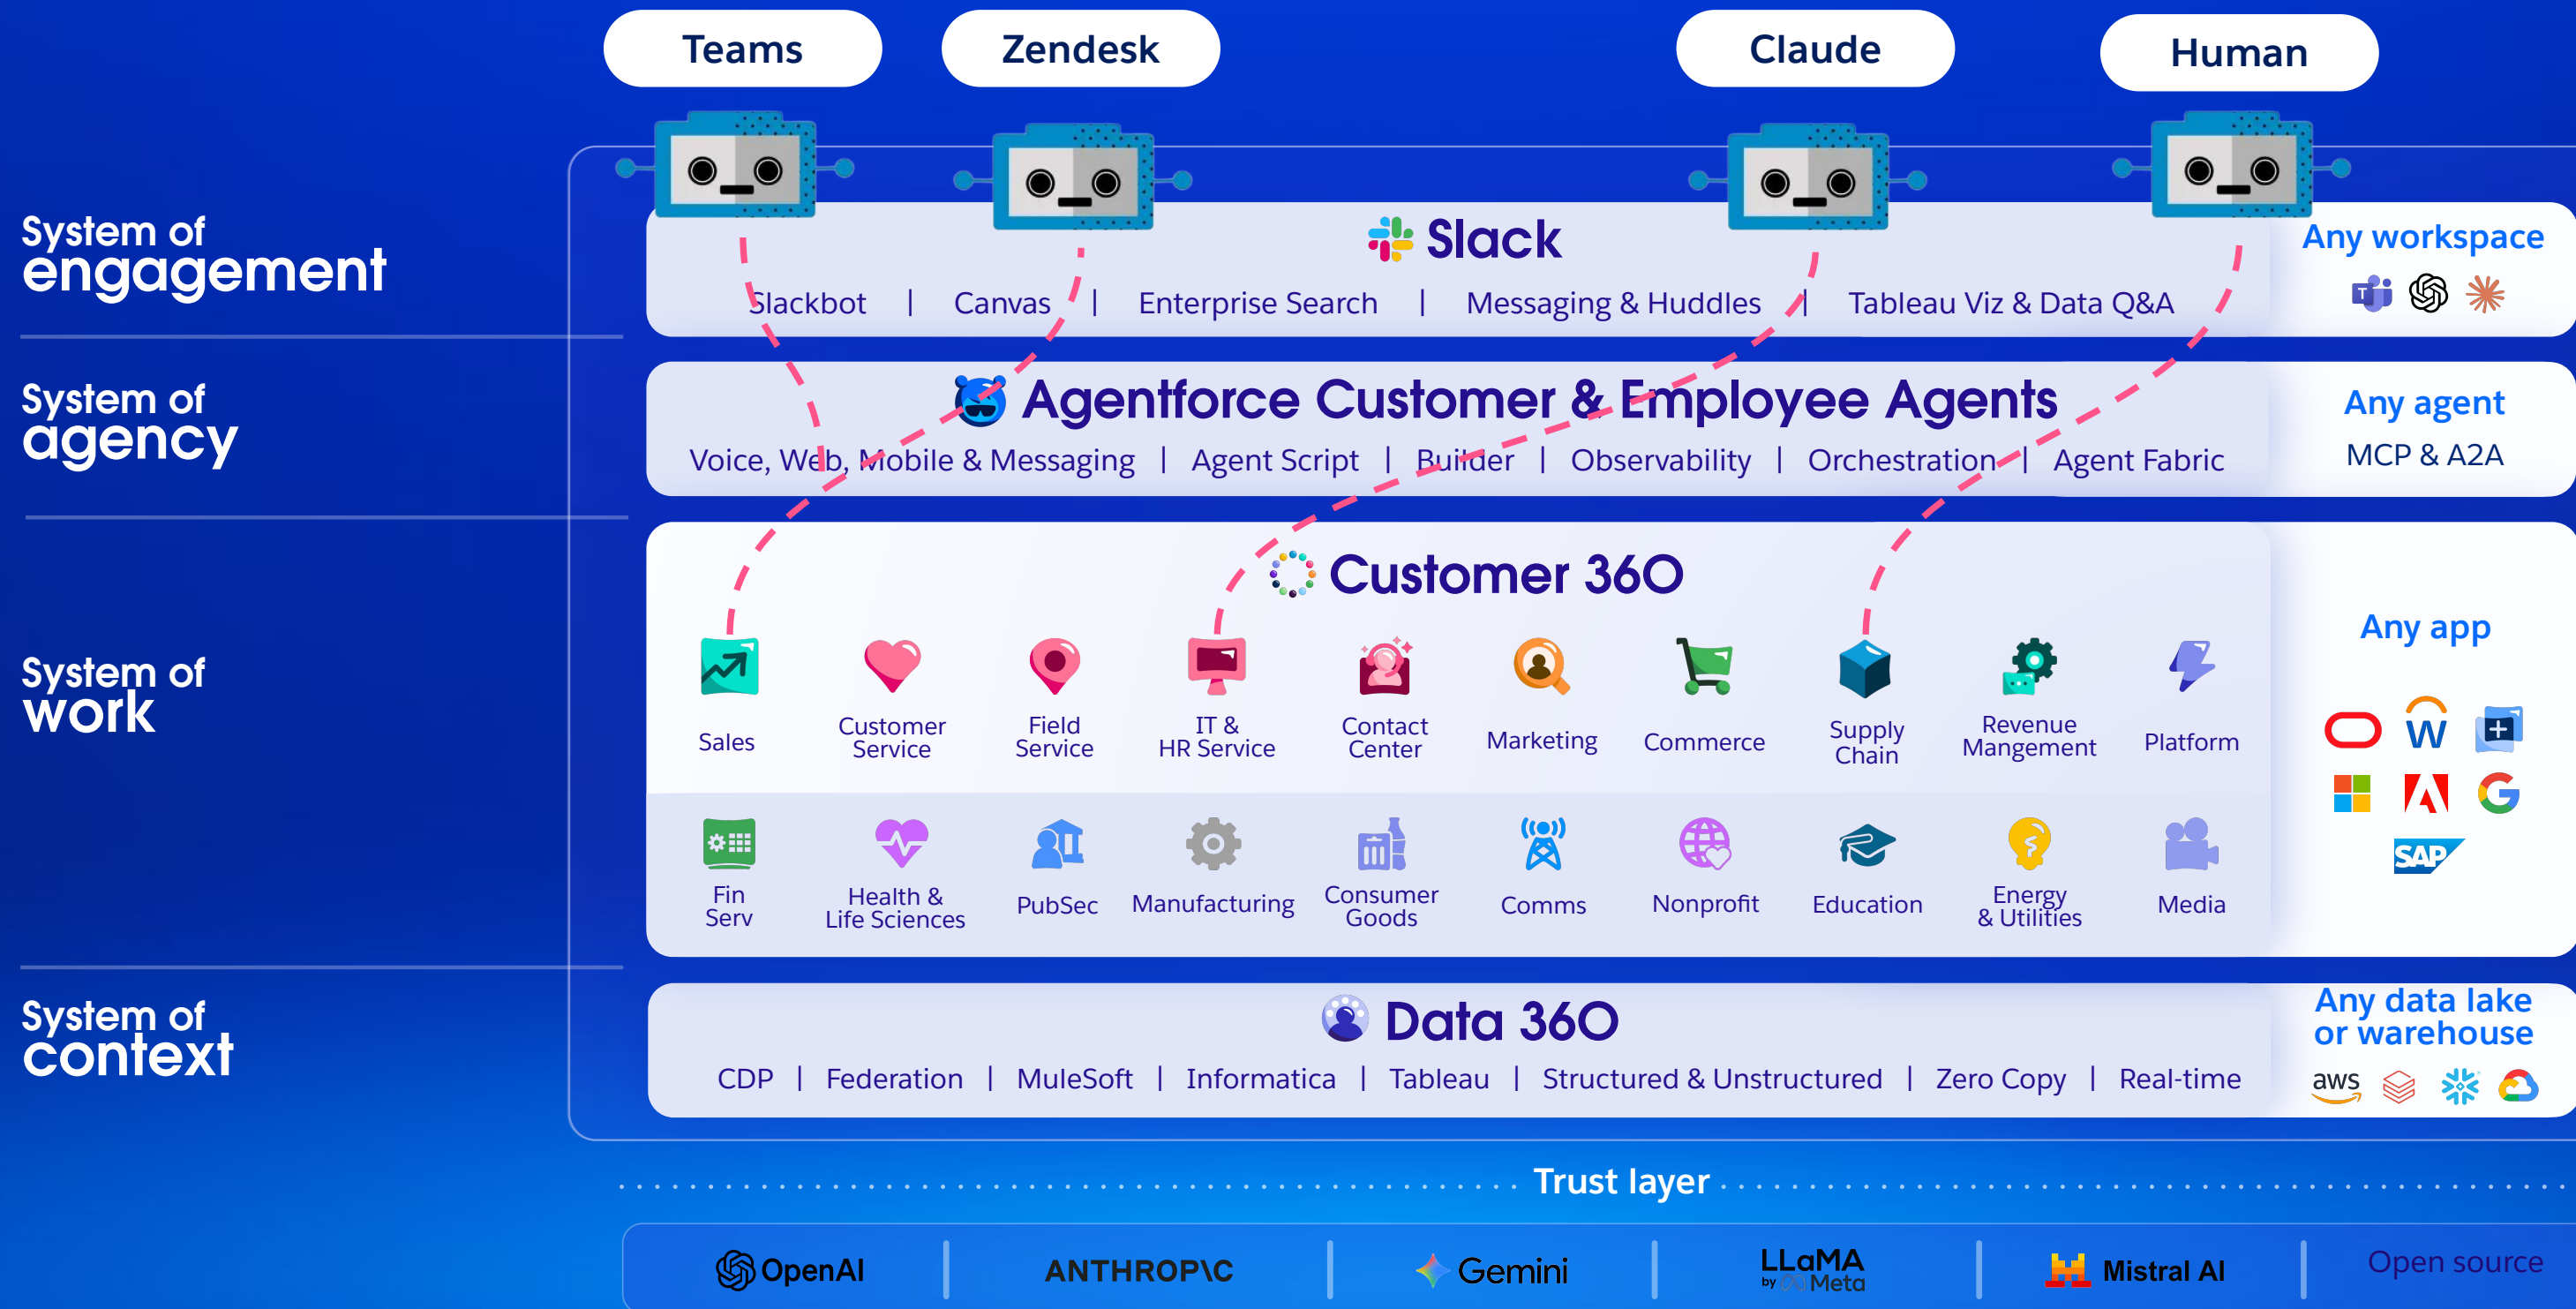 Teams
Zendesk
Claude
Human
System of
engagement
Slack
Slackbot | Canvas | Enterprise Search | Messaging & Huddles | Tableau Viz & Data Q&A
Any workspace
T
System of
agency
Agentforce Customer & Employee Agents
Voice, Web, Mobile & Messaging | Agent Script | Builder | Observability | Orchestration | Agent Fabric
Any agent
MCP & A2A
System of
work
Customer 360
Sales
Customer
Service
Field
Service
IT &
HR Service
Contact
Center
Marketing
Commerce
Supply
Chain
Revenue
Mangement
Platform
Fin
Serv
Health &
Life Sciences
PubSec
Manufacturing
Consumer
Goods
Comms
Nonprofit
Education
Energy
& Utilities
Media
Any app
W
G
SAP
System of
context
Data 360
CDP | Federation | MuleSoft | Informatica | Tableau | Structured & Unstructured | Zero Copy | Real-time
Any data lake
or warehouse
aws
Trust layer
OpenAI
ANTHROP\C
Gemini
LLaMA
by Meta
Mistral AI
Open source